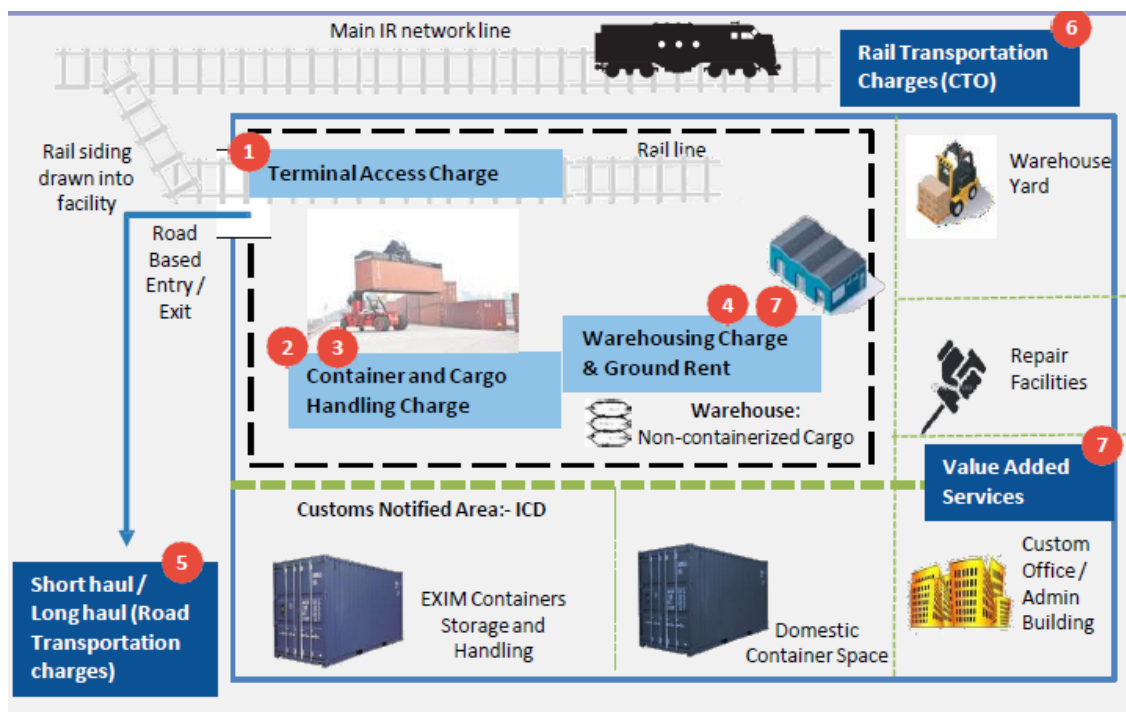 Main IR network line
6
Rail Transportation
Charges (CTO)
Rail siding
drawn into
facility
1
Terminal Access Charge
Rail line
Warehouse
Yard
Road
Based
Entry /
Exit
4
7
Warehousing Charge
& Ground Rent
2
3
Container and Cargo
Handling Charge
Repair
Facilities
Warehouse:
Non-containerized Cargo
7
Value Added
Services
Customs Notified Area:- ICD
5
Short haul /
Long haul (Road
Transportation
charges)
EXIM Containers
Storage and
Handling
Domestic
Container Space
Custom
Office /
Admin
Building